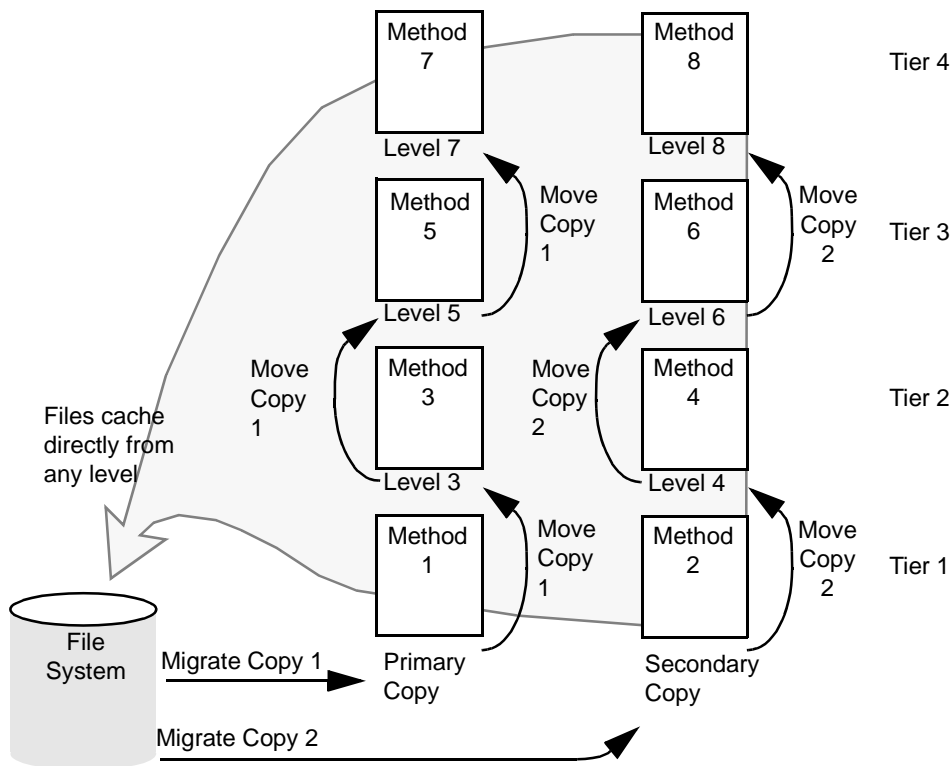 Method
7
Method
8
Tier 4
Level 7
Level 8
Method
5
Move
Copy
1
Method
6
Move
Copy
2
Tier 3
Level 5
Level 6
Move
Copy
1
Method
3
Move
Copy
2
Method
4
Tier 2
Files cache
directly from
any level
Level 3
Level 4
Method
1
Move
Copy
1
Method
2
Move
Copy
2
Tier 1
File
System
Migrate Copy 1
Primary
Copy
Secondary
Copy
Migrate Copy 2